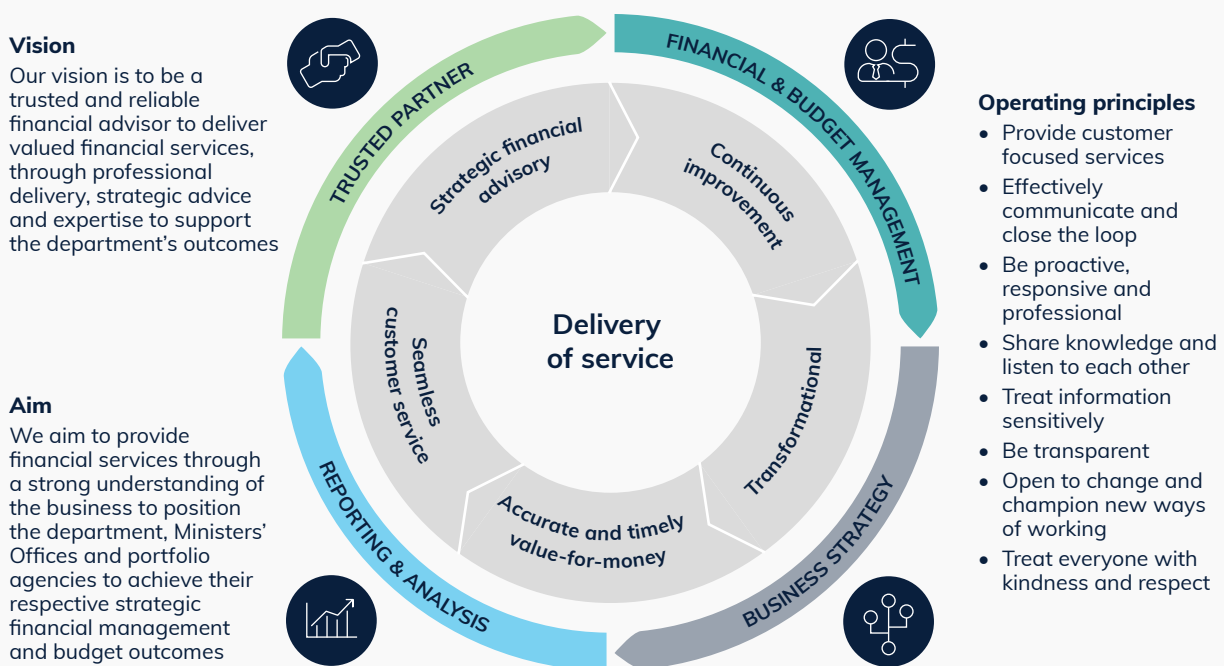 Vision
Our vision is to be a
trusted and reliable
financial advisor to deliver
valued financial services,
through professional
delivery, strategic advice
and expertise to support
the department’s outcomes
Aim
We aim to provide
financial services through
a strong understanding of
the business to position
the department, Ministers’
Offices and portfolio
agencies to achieve their
respective strategic
financial management
and budget outcomes
TRUSTED PARTNER
FINANCIAL & BUDGET MANAGEMENT
BUSINESS STRATEGY
REPORTING & ANALYSIS
Strategic financial
advisory
Continuous
improvement
Transformational
Accurate and timely
value-for-money
Seamless
customer service
Delivery
of service
Operating principles
• Provide customer
focused services
• Effectively
communicate and
close the loop
• Be proactive,
responsive and
professional
• Share knowledge and
listen to each other
• Treat information
sensitively
• Be transparent
• Open to change and
champion new ways
of working
• Treat everyone with
kindness and respect